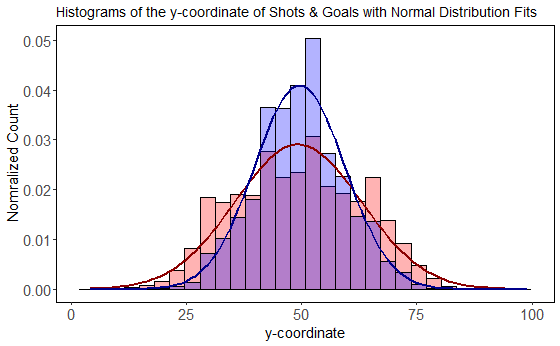 Histograms of the y-coordinate of Shots & Goals with Normal Distribution Fits
0.05
0.04
0.03
0.02
0.01
0.00
Nomralized Count
0 25 50 75 100
y-coordinate